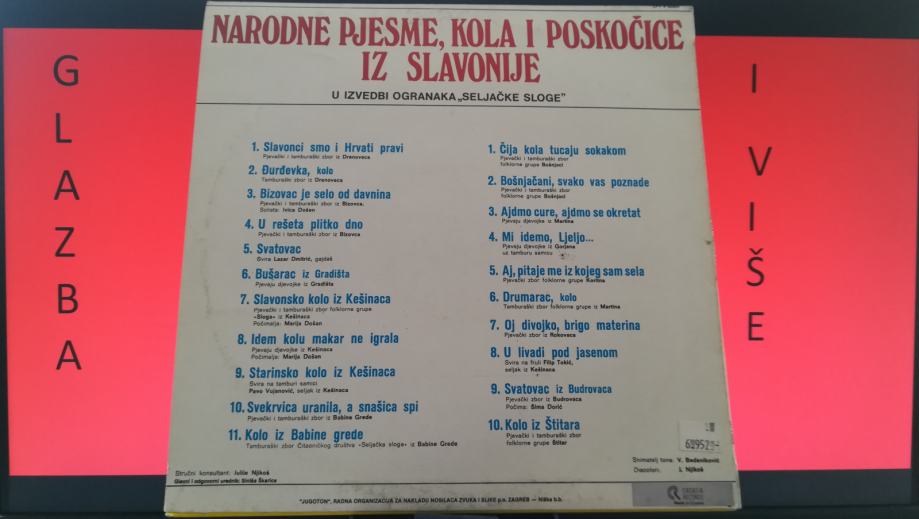 GLAZBA
NARODNE PJESME, KOLA I POSKOČICE
IZ SLAVONIJE
U IZVEDBI OGRANAKA „SELJAČKE SLOGE”
1. Slavonci smo i Hrvati pravi
Pjevački i tamburaški zbor iz Drenovaca
2. Đurđevka, kolo
Tamburaški zbor iz Drenovaca
3. Bizovac je selo od davnina
Pjevački i tamburaški zbor iz Bizovca.
Solista: Ivica Došan
4. U rešeta plitko dno
Pjevački i tamburaški zbor iz Bizovca
5. Svatovac
Svira Lazar Dmitrić, gajdaš
6. Bušarac iz Gradišta
Pjevaju djevojke iz Gradišta
7. Slavonsko kolo iz Kešinaca
Pjevački i tamburaški zbor folklorne grupe
»Sloga« iz Kešinaca
Počimalja: Marija Došan
8. Idem kolu makar ne igrala
Pjevaju djevojke iz Kešinaca
Počimalja: Marija Došan
9. Starinsko kolo iz Kešinaca
Svira na tamburi samici
Pavo Vujanović, seljak iz Kešinaca
10. Svekrvica uranila, a snašica spi
Pjevački i tamburaški zbor iz Babine Grede
11. Kolo iz Babine grede
Tamburaški zbor Čitaoničkog društva »Seljačka sloga« iz Babine Grede
1. Čija kola tucaju sokakom
Pjevački i tamburaški zbor
folklorne grupe Bošnjaci
2. Bošnjačani, svako vas poznade
Pjevački i tamburaški zbor
folklorne grupe Bošnjaci
3. Ajdmo cure, ajdmo se okretat
Pjevaju djevojke iz Martina
4. Mi idemo, Ljeljo...
Pjevaju djevojke iz Gorjana
uz tamburu samicu
5. Aj, pitaje me iz kojeg sam sela
Pjevački zbor folklorne grupe Martina
6. Drumarac, kolo
Tamburaški zbor folklorne grupe iz Martina
7. Oj divojko, brigo materina
Pjevački zbor iz Rokovaca
8. U livadi pod jasenom
Svira na fruli Filip Takić,
seljak iz Kešinaca
9. Svatovac iz Budrovaca
Pjevački zbor iz Budrovaca
Počima: Šima Dorić
10. Kolo iz Štitara
Pjevački i tamburaški zbor
folklorne grupe Štitar
Stručni konsultant: Julije Njikoš
Glavni i odgovorni urednik: Siniša Škarica
Snimatelj tona: V. Bedeniković
J. Njikoš
"JUGOTON", RADNA ORGANIZACIJA ZA NAKLADU NOSILACA ZVUKA I SLIKE p.o. ZAGREB — Niška b.b.
CROATIA
RECORDS
I VIŠE